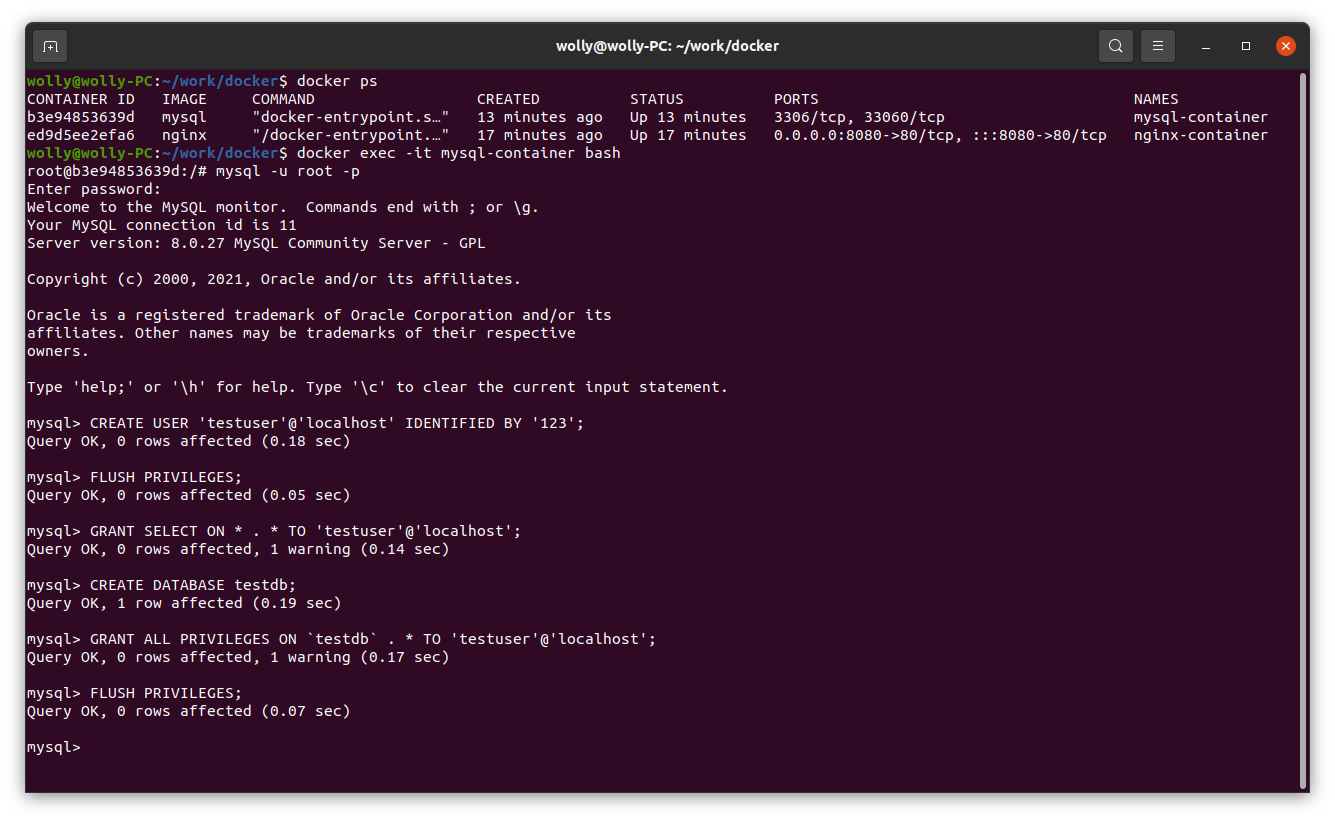 wolly@wolly-PC: ~/work/docker
wolly@wolly-PC:~/work/docker$ docker ps
CONTAINER ID   IMAGE     COMMAND                  CREATED          STATUS          PORTS                                   NAMES
b3e94853639d   mysql     "docker-entrypoint.s…"   13 minutes ago   Up 13 minutes   3306/tcp, 33060/tcp                     mysql-container
ed9d5ee2efa6   nginx     "/docker-entrypoint.…"   17 minutes ago   Up 17 minutes   0.0.0.0:8080->80/tcp, :::8080->80/tcp   nginx-container
wolly@wolly-PC:~/work/docker$ docker exec -it mysql-container bash
root@b3e94853639d:/# mysql -u root -p
Enter password:
Welcome to the MySQL monitor.  Commands end with ; or \g.
Your MySQL connection id is 11
Server version: 8.0.27 MySQL Community Server - GPL

Copyright (c) 2000, 2021, Oracle and/or its affiliates.

Oracle is a registered trademark of Oracle Corporation and/or its
affiliates. Other names may be trademarks of their respective
owners.

Type 'help;' or '\h' for help. Type '\c' to clear the current input statement.

mysql> CREATE USER 'testuser'@'localhost' IDENTIFIED BY '123';
Query OK, 0 rows affected (0.18 sec)

mysql> FLUSH PRIVILEGES;
Query OK, 0 rows affected (0.05 sec)

mysql> GRANT SELECT ON * . * TO 'testuser'@'localhost';
Query OK, 0 rows affected, 1 warning (0.14 sec)

mysql> CREATE DATABASE testdb;
Query OK, 1 row affected (0.19 sec)

mysql> GRANT ALL PRIVILEGES ON `testdb` . * TO 'testuser'@'localhost';
Query OK, 0 rows affected, 1 warning (0.17 sec)

mysql> FLUSH PRIVILEGES;
Query OK, 0 rows affected (0.07 sec)

mysql>